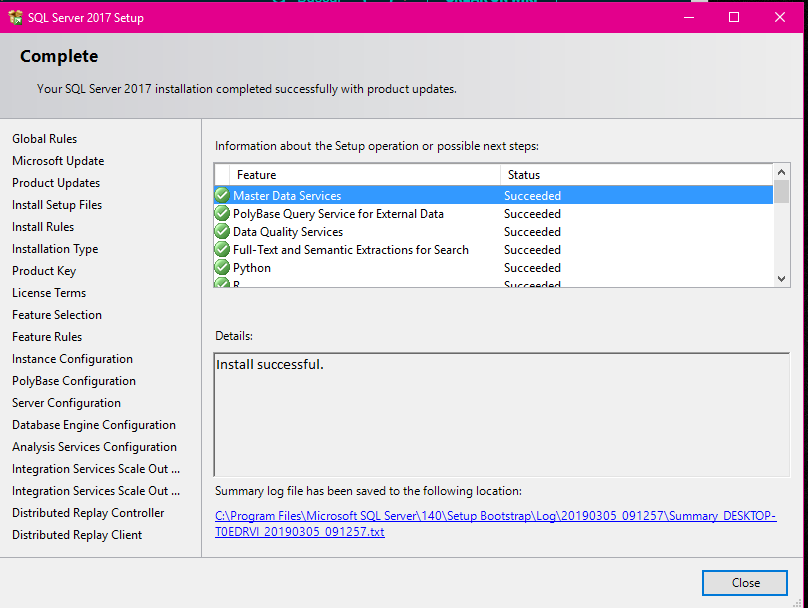 SQL Server 2017 Setup
Complete
Your SQL Server 2017 installation completed successfully with product updates.
Global Rules
Microsoft Update
Product Updates
Install Setup Files
Install Rules
Installation Type
Product Key
License Terms
Feature Selection
Feature Rules
Instance Configuration
PolyBase Configuration
Server Configuration
Database Engine Configuration
Analysis Services Configuration
Integration Services Scale Out ...
Integration Services Scale Out ...
Distributed Replay Controller
Distributed Replay Client
Information about the Setup operation or possible next steps:
Feature Status
Master Data Services Succeeded
PolyBase Query Service for External Data Succeeded
Data Quality Services Succeeded
Full-Text and Semantic Extractions for Search Succeeded
Python Succeeded
R Succeeded
Details:
Install successful.
Summary log file has been saved to the following location:
C:\Program Files\Microsoft SQL Server\140\Setup Bootstrap\Log\20190305_091257\Summary_DESKTOP-
T0EDRVI_20190305_091257.txt
Close